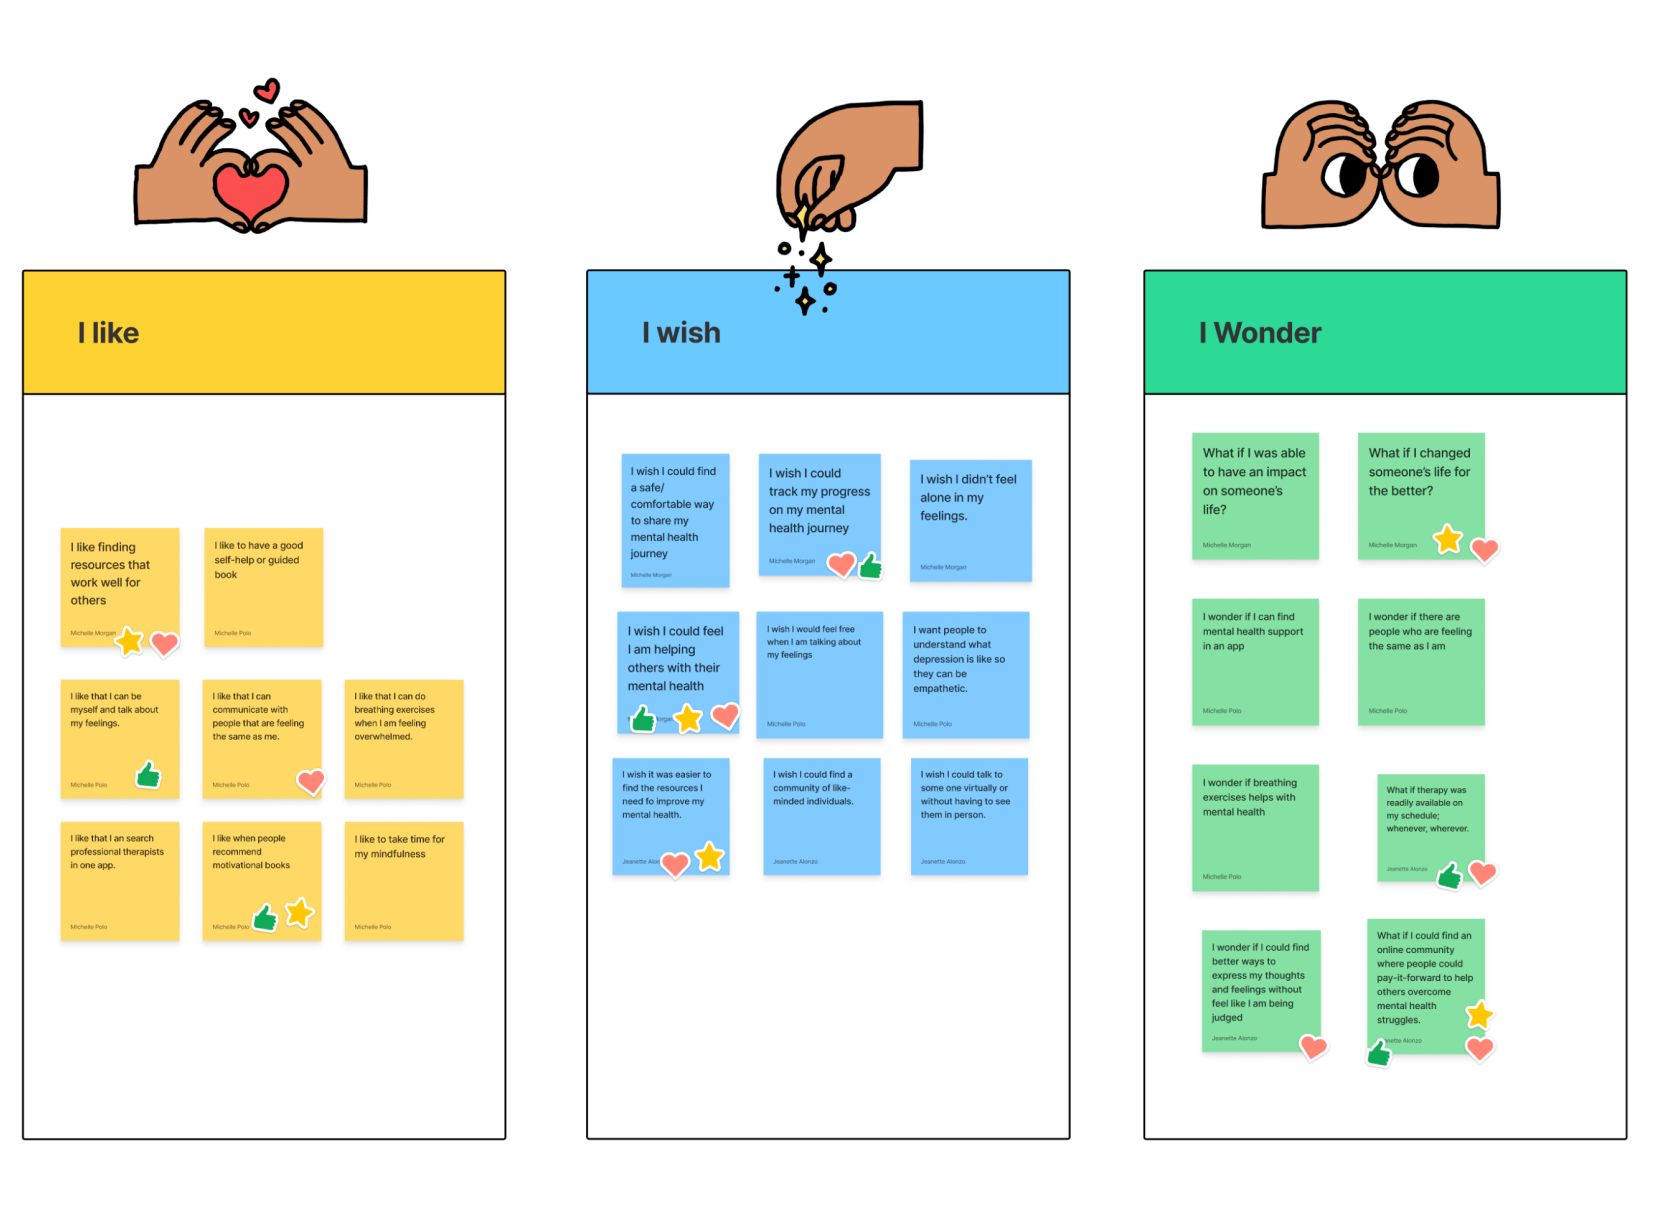 I like
I like finding
resources that
work well for
others
Michelle Morgan
I like to have a good
self-help or guided
book
Michelle Polo
I like that I can be
myself and talk about
my feelings.
Michelle Polo
I like that I can
communicate with
people that are feeling
the same as me.
Michelle Polo
I like that I can do
breathing exercises
when I am feeling
overwhelmed.
Michelle Polo
I like that I an search
professional therapists
in one app.
Michelle Polo
I like when people
recommend
motivational books
Michelle Polo
I like to take time for
my mindfulness
Michelle Polo
I wish
I wish I could find
a safe/
comfortable way
to share my
mental health
journey
Michelle Morgan
I wish I could
track my progress
on my mental
health journey
Michelle Morgan
I wish I didn't feel
alone in my
feelings.
Michelle Morgan
I wish I could feel
I am helping
others with their
mental health
I wish I would feel free
when I am talking about
my feelings
Michelle Polo
I want people to
understand what
depression is like so
they can be
empathetic.
Michelle Polo
I wish it was easier to
find the resources I
need fo improve my
mental health.
Jeanette
I wish I could find a
community of like-
minded individuals.
Jeanette Alonzo
I wish I could talk to
some one virtually or
without having to see
them in person.
Jeanette Alonzo
I Wonder
What if I was able
to have an impact
on someone's
life?
Michelle Morgan
What if I changed
someone's life for
the better?
Michelle Morgan
I wonder if I can find
mental health support
in an app
Michelle Polo
I wonder if there are
people who are feeling
the same as I am
Michelle Polo
I wonder if breathing
exercises helps with
mental health
Michelle Polo
What if therapy was
readily available on
my schedule;
whenever, wherever.
Jeanette Alonzo
I wonder if I could find
better ways to
express my thoughts
and feelings without
feel like I am being
judged
Jeanette Alonzo
What if I could find an
online community
where people could
pay-it-forward to help
others overcome
mental health
struggles.
Alonzo